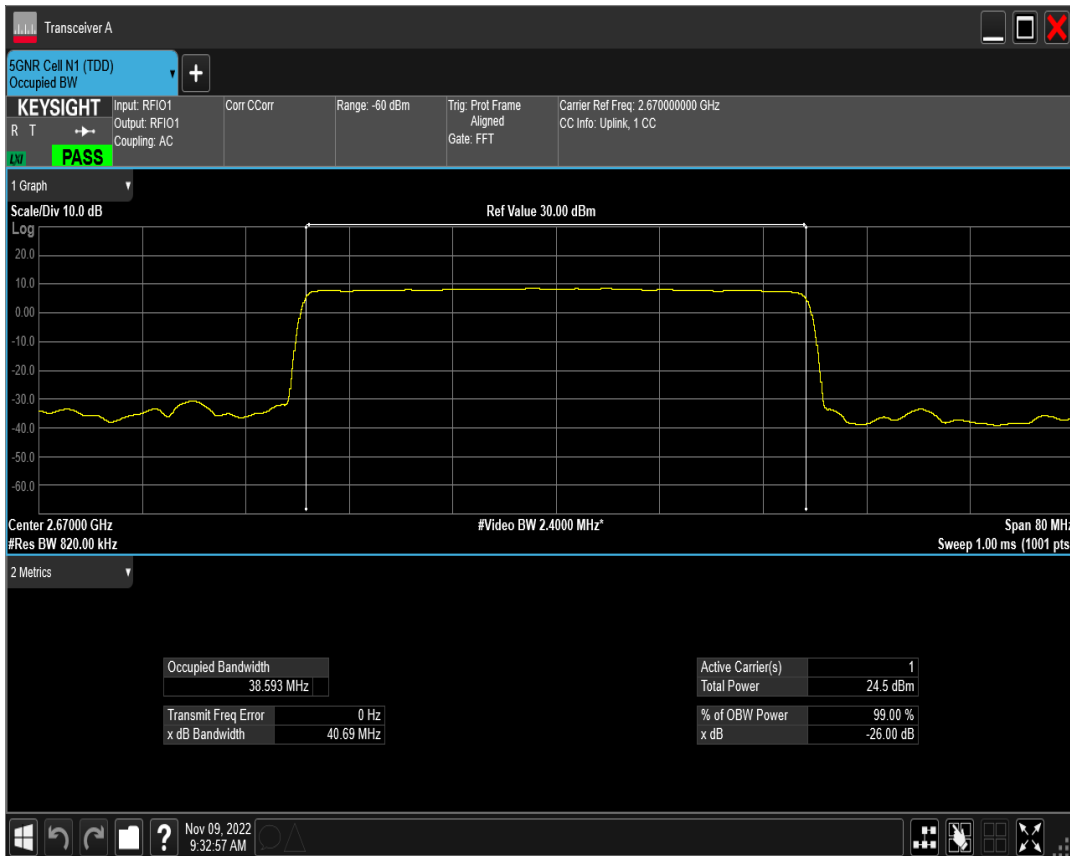 Transceiver A
5GNR Cell N1 (TDD)
Occupied BW
+
KEYSIGHT
R T
LXI
PASS
Input: RFIO1
Output: RFIO1
Coupling: AC
Corr CCorr
Range: -60 dBm
Trig: Prot Frame
Aligned
Gate: FFT
Carrier Ref Freq: 2.670000000 GHz
CC Info: Uplink, 1 CC
1 Graph
Scale/Div 10.0 dB
Ref Value 30.00 dBm
Log
20.0
10.0
0.00
-10.0
-20.0
-30.0
-40.0
-50.0
-60.0
Center 2.67000 GHz
#Video BW 2.4000 MHz*
Span 80 MHz
#Res BW 820.00 kHz
Sweep 1.00 ms (1001 pts
2 Metrics
Occupied Bandwidth
38.593 MHz
Transmit Freq Error 0 Hz
x dB Bandwidth 40.69 MHz
Active Carrier(s) 1
Total Power 24.5 dBm
% of OBW Power 99.00 %
x dB -26.00 dB
?
Nov 09, 2022
9:32:57 AM